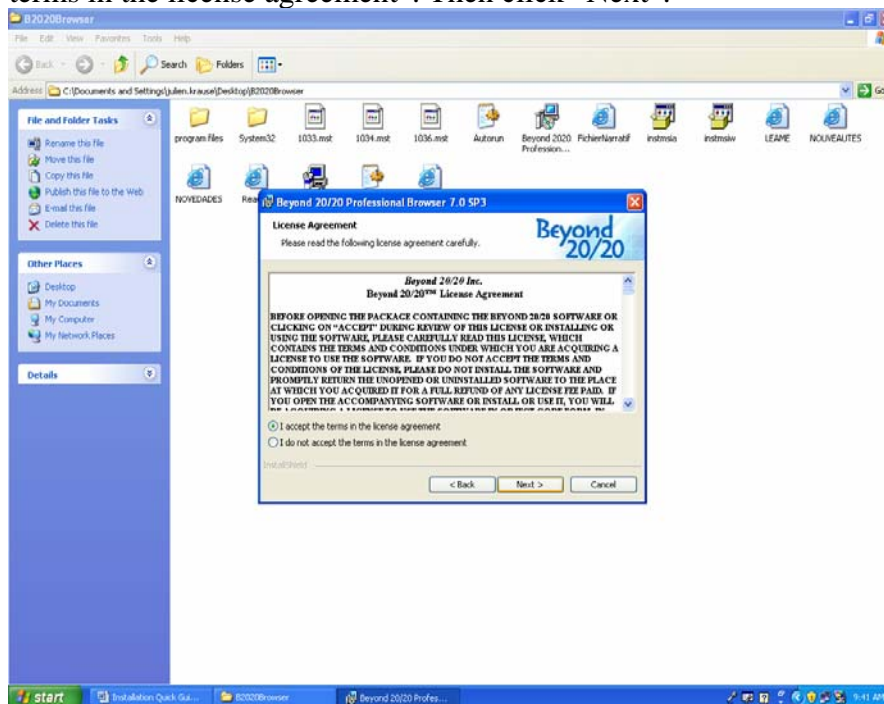 terms in the license agreement". Then click "Next".
B2020Browser
File Edit View Favorites Tools Help
Back Search Folders
Address C:\Documents and Settings\julien.krause\Desktop\B2020Browser Go
File and Folder Tasks
Rename this file
Move this file
Copy this file
Publish this file to the Web
E-mail this file
Delete this file
Other Places
Desktop
My Documents
My Computer
My Network Places
Details
program files System32 1033.mst 1034.mst 1036.mst Autorun Beyond 2020 Profession... FichierNarratif instmsia instmsiw LEAME NOUVEAUTES
NOVEDADES
Beyond 20/20 Professional Browser 7.0 SP3
License Agreement
Please read the following license agreement carefully.
Beyond
20/20
Beyond 20/20 Inc.
Beyond 20/20™ License Agreement
BEFORE OPENING THE PACKAGE CONTAINING THE BEYOND 20/20 SOFTWARE OR
CLICKING ON "ACCEPT" DURING REVIEW OF THIS LICENSE OR INSTALLING OR
USING THE SOFTWARE, PLEASE CAREFULLY READ THIS LICENSE, WHICH
CONTAINS THE TERMS AND CONDITIONS UNDER WHICH YOU ARE ACQUIRING A
LICENSE TO USE THE SOFTWARE. IF YOU DO NOT ACCEPT THE TERMS AND
CONDITIONS OF THE LICENSE, PLEASE DO NOT INSTALL THE SOFTWARE AND
PROMPTLY RETURN THE UNOPENED OR UNINSTALLED SOFTWARE TO THE PLACE
AT WHICH YOU ACQUIRED IT FOR A FULL REFUND OF ANY LICENSE FEE PAID. IF
YOU OPEN THE ACCOMPANYING SOFTWARE OR INSTALL OR USE IT, YOU WILL
I accept the terms in the license agreement
I do not accept the terms in the license agreement
InstallShield
< Back Next > Cancel
start Installation Quick Gui... B2020Browser Beyond 20/20 Profes... 9:41 AM